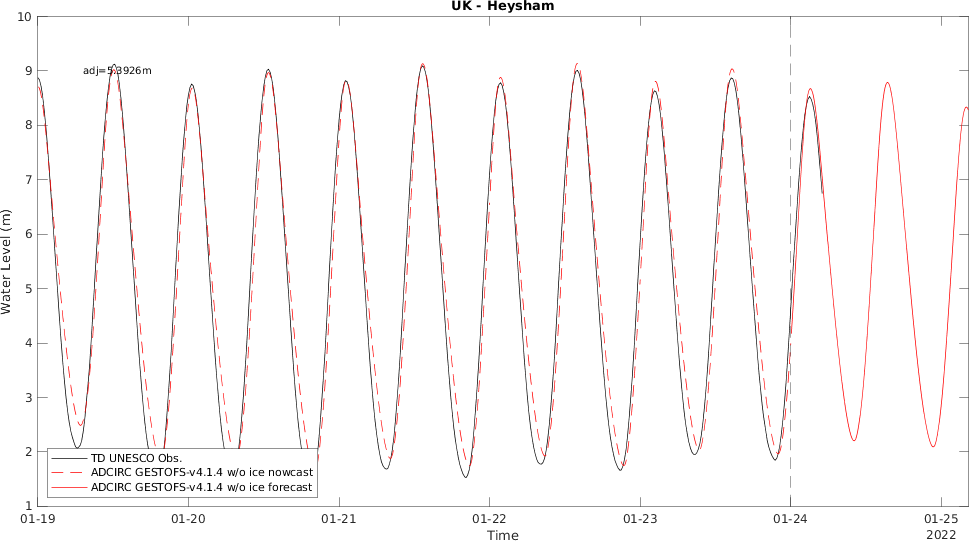 UK - Heysham
10
9
8
7
6
5
4
3
2
1
Water Level (m)
adj=5.3926m
TD UNESCO Obs.
ADCIRC GESTOFS-v4.1.4 w/o ice nowcast
ADCIRC GESTOFS-v4.1.4 w/o ice forecast
01-19
01-20
01-21
01-22
01-23
01-24
01-25
Time
2022